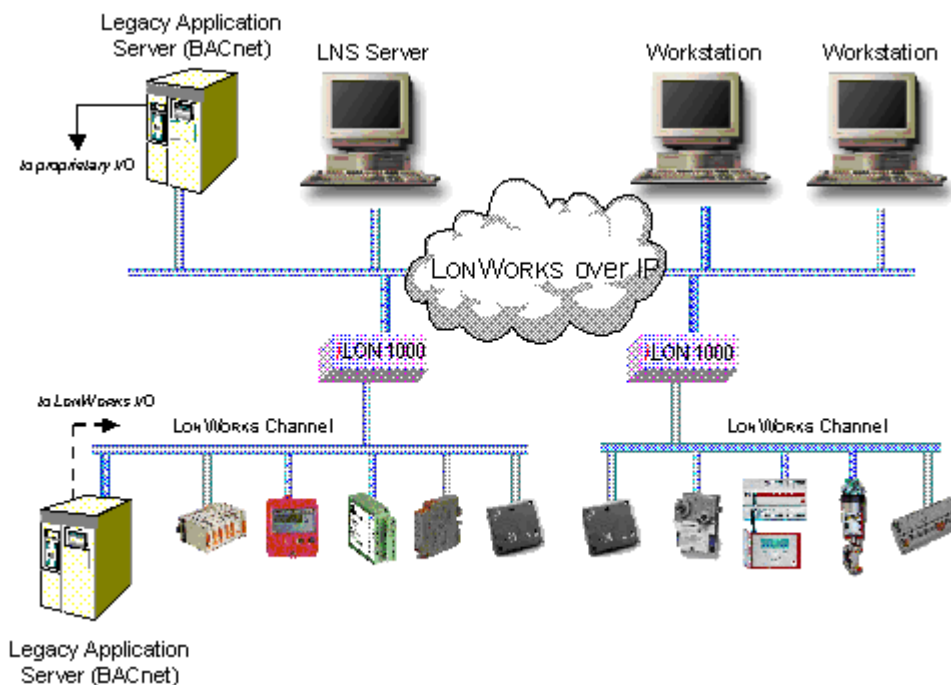 Legacy Application
Server (BACnet)
LNS Server
Workstation
Workstation
to proprietary I/O
LONWORKS over IP
i.LON 1000
i.LON 1000
to LONWORKS I/O
LONWORKS Channel
LONWORKS Channel
Legacy Application
Server (BACnet)